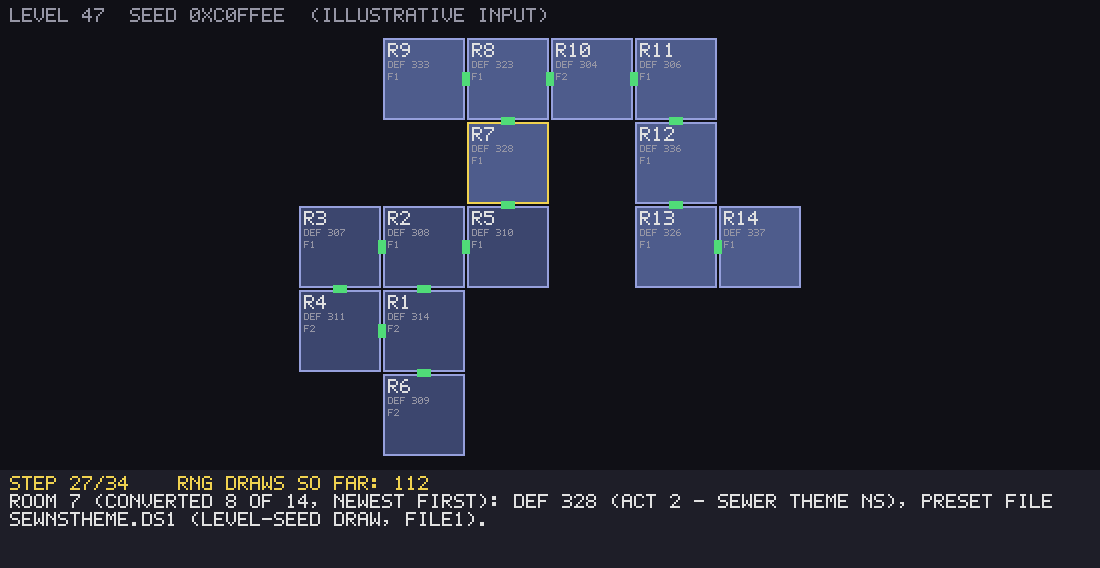 LEVEL 47  SEED 0XC0FFEE  (ILLUSTRATIVE INPUT)
R9 R8 R10 R11
DEF 333 DEF 323 DEF 304 DEF 306
F1 F1 F2 F1
R7 R12
DEF 328 DEF 336
F1 F1
R3 R2 R5 R13 R14
DEF 307 DEF 308 DEF 310 DEF 326 DEF 337
F1 F1 F1 F1 F1
R4 R1
DEF 311 DEF 314
F2 F2
R6
DEF 309
F2
STEP 27/34    RNG DRAWS SO FAR: 112
ROOM 7 (CONVERTED 8 OF 14, NEWEST FIRST): DEF 328 (ACT 2 - SEWER THEME NS), PRESET FILE
SEWNSTHEME.DS1 (LEVEL-SEED DRAW, FILE1).